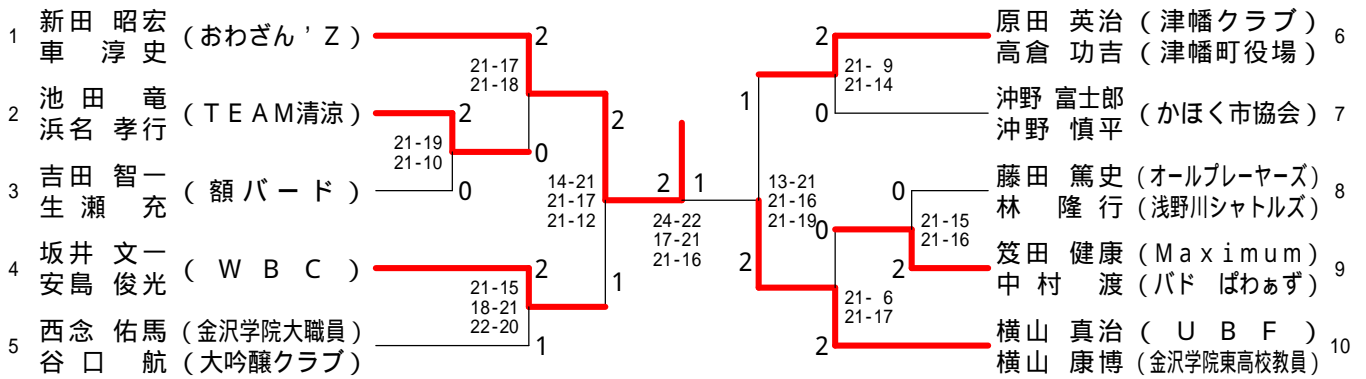 1 新田 昭宏 (おわざん’Z)
車 淳史
2
21-17
21-18
2 池田 竜 (TEAM清涼)
浜名 孝行
2
21-19
21-10
0
3 吉田 智一 (額バード)
生瀬 充
0
2
14-21
21-17
21-12
4 坂井 文一 (WBC)
安島 俊光
2
21-15
18-21
22-20
1
5 西念 佑馬 (金沢学院大職員)
谷口 航 (大吟醸クラブ)
1
2 1
24-22
17-21
21-16
原田 英治 (津幡クラブ) 6
高倉 功吉 (津幡町役場)
2
21- 9
21-14
1
沖野 富士郎 (かほく市協会) 7
沖野 慎平
0
13-21
21-16
21-19
藤田 篤史 (オールプレーヤーズ) 8
林 隆行 (浅野川シャトルズ)
0
21-15
21-16
0
笈田 健康 (Maximum) 9
中村 渡 (バド ぱわぁず)
2
2
21- 6
21-17
横山 真治 (UBF) 10
横山 康博 (金沢学院東高校教員)
2